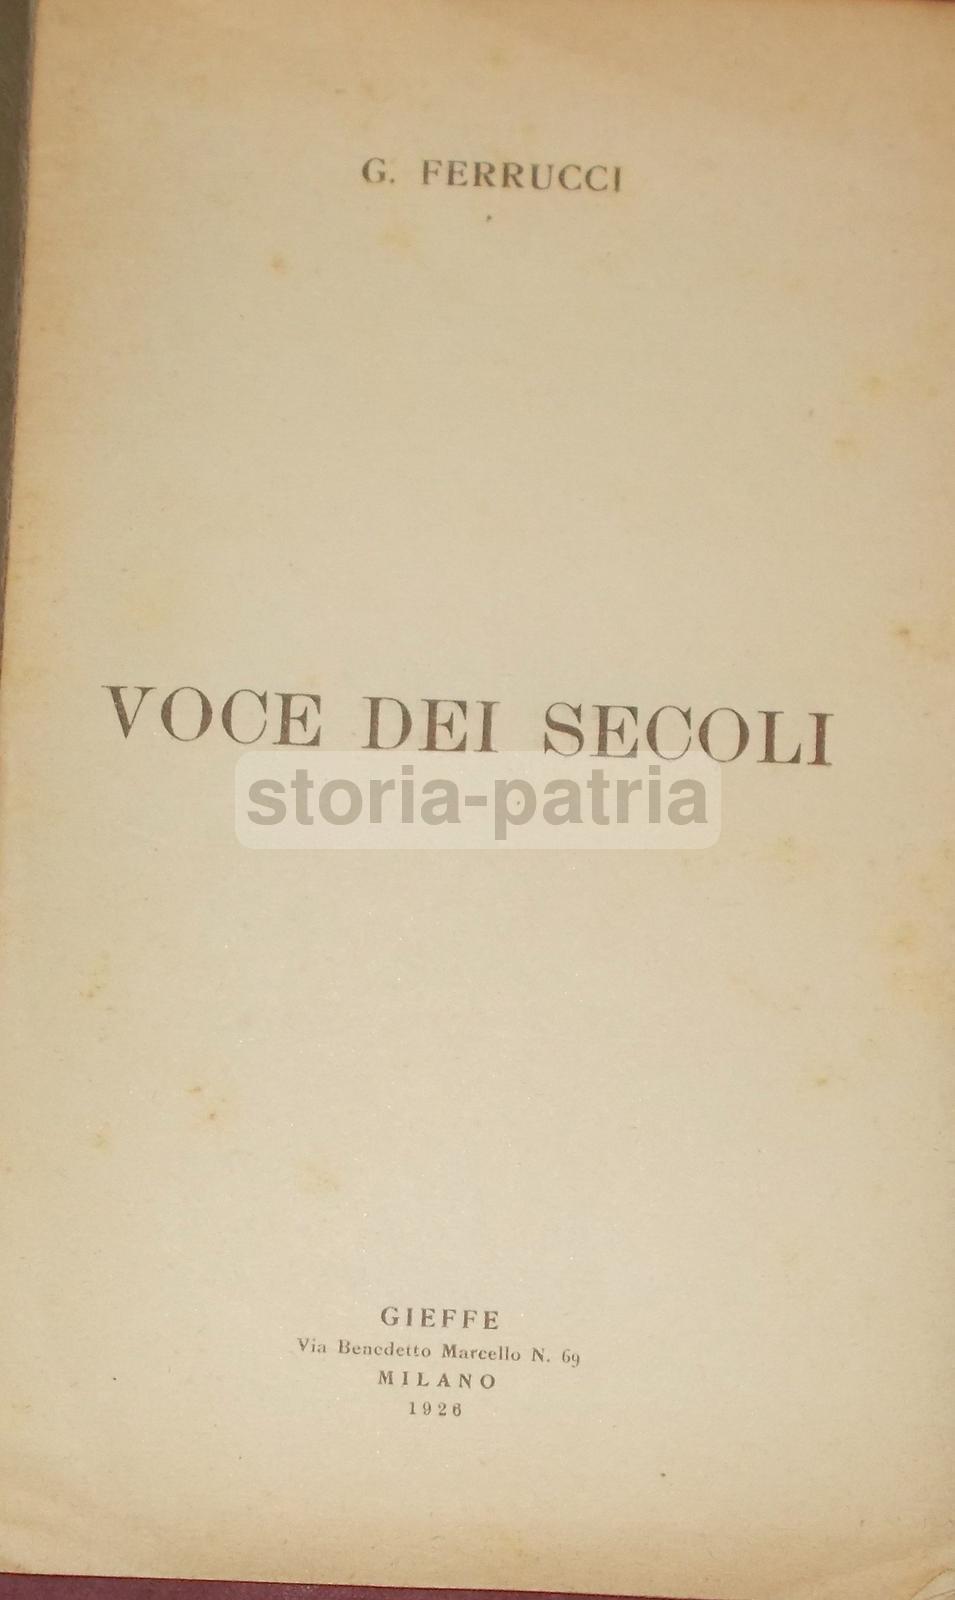 G. FERRUCCI
VOCE DEI SECOLI
storia-patria
GIEFFE
Via Benedetto Marcello N. 69
MILANO
1926